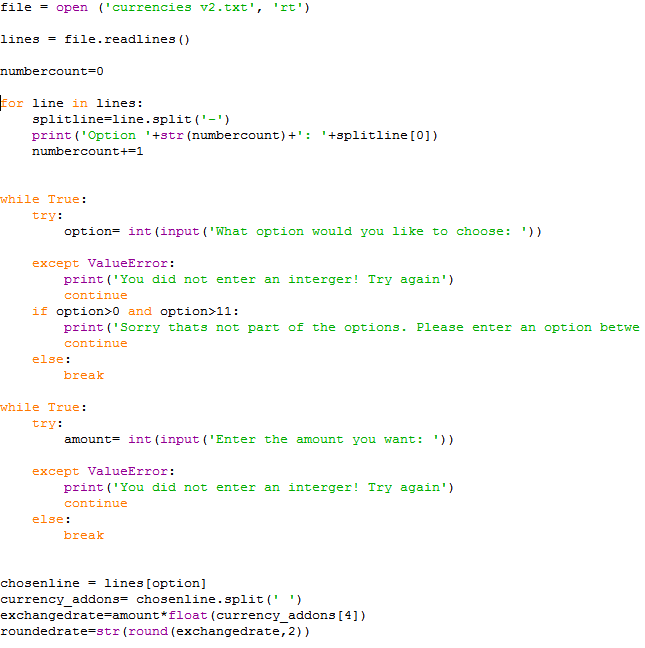 file = open ('currencies v2.txt', 'rt')
lines = file.readlines()
numbercount=0
for line in lines:
    splitline=line.split('-')
    print('Option '+str(numbercount)+': '+splitline[0])
    numbercount+=1
while True:
    try:
        option= int(input('What option would you like to choose: '))
    except ValueError:
        print('You did not enter an interger! Try again')
        continue
    if option>0 and option>11:
        print('Sorry thats not part of the options. Please enter an option betwe
        continue
    else:
        break
while True:
    try:
        amount= int(input('Enter the amount you want: '))
    except ValueError:
        print('You did not enter an interger! Try again')
        continue
    else:
        break
chosenline = lines[option]
currency_addons= chosenline.split(' ')
exchangedrate=amount*float(currency_addons[4])
roundedrate=str(round(exchangedrate,2))